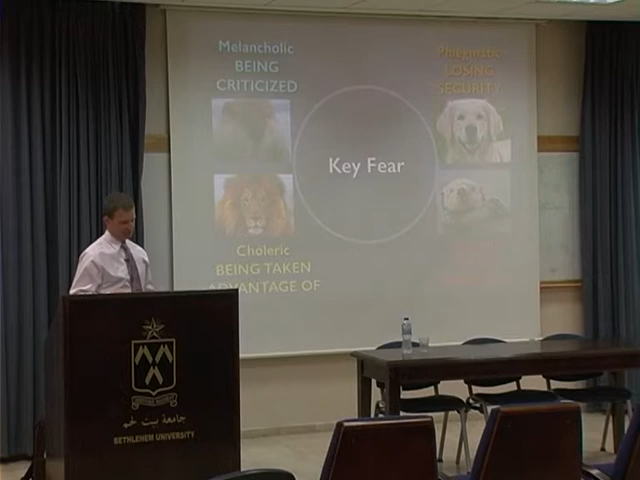 Melancholic
BEING
CRITICIZED
Phlegmatic
LOSING
SECURITY
Key Fear
Choleric
BEING TAKEN
ADVANTAGE OF
جامعة بيت لحم
BETHLEHEM UNIVERSITY